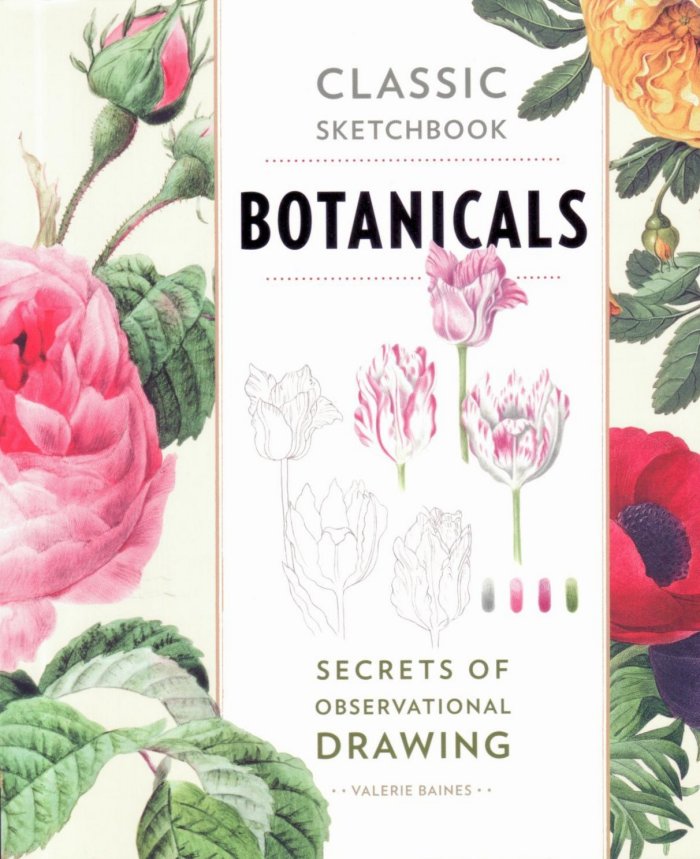 CLASSIC
SKETCHBOOK
BOTANICALS
SECRETS OF
OBSERVATIONAL
DRAWING
•• VALERIE BAINES ••